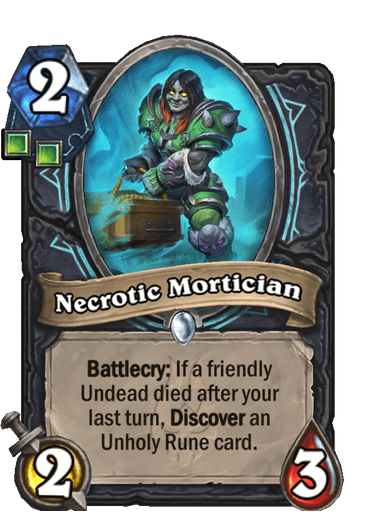 2
Necrotic Mortician
Battlecry: If a friendly
Undead died after your
last turn, Discover an
Unholy Rune card.
2
3